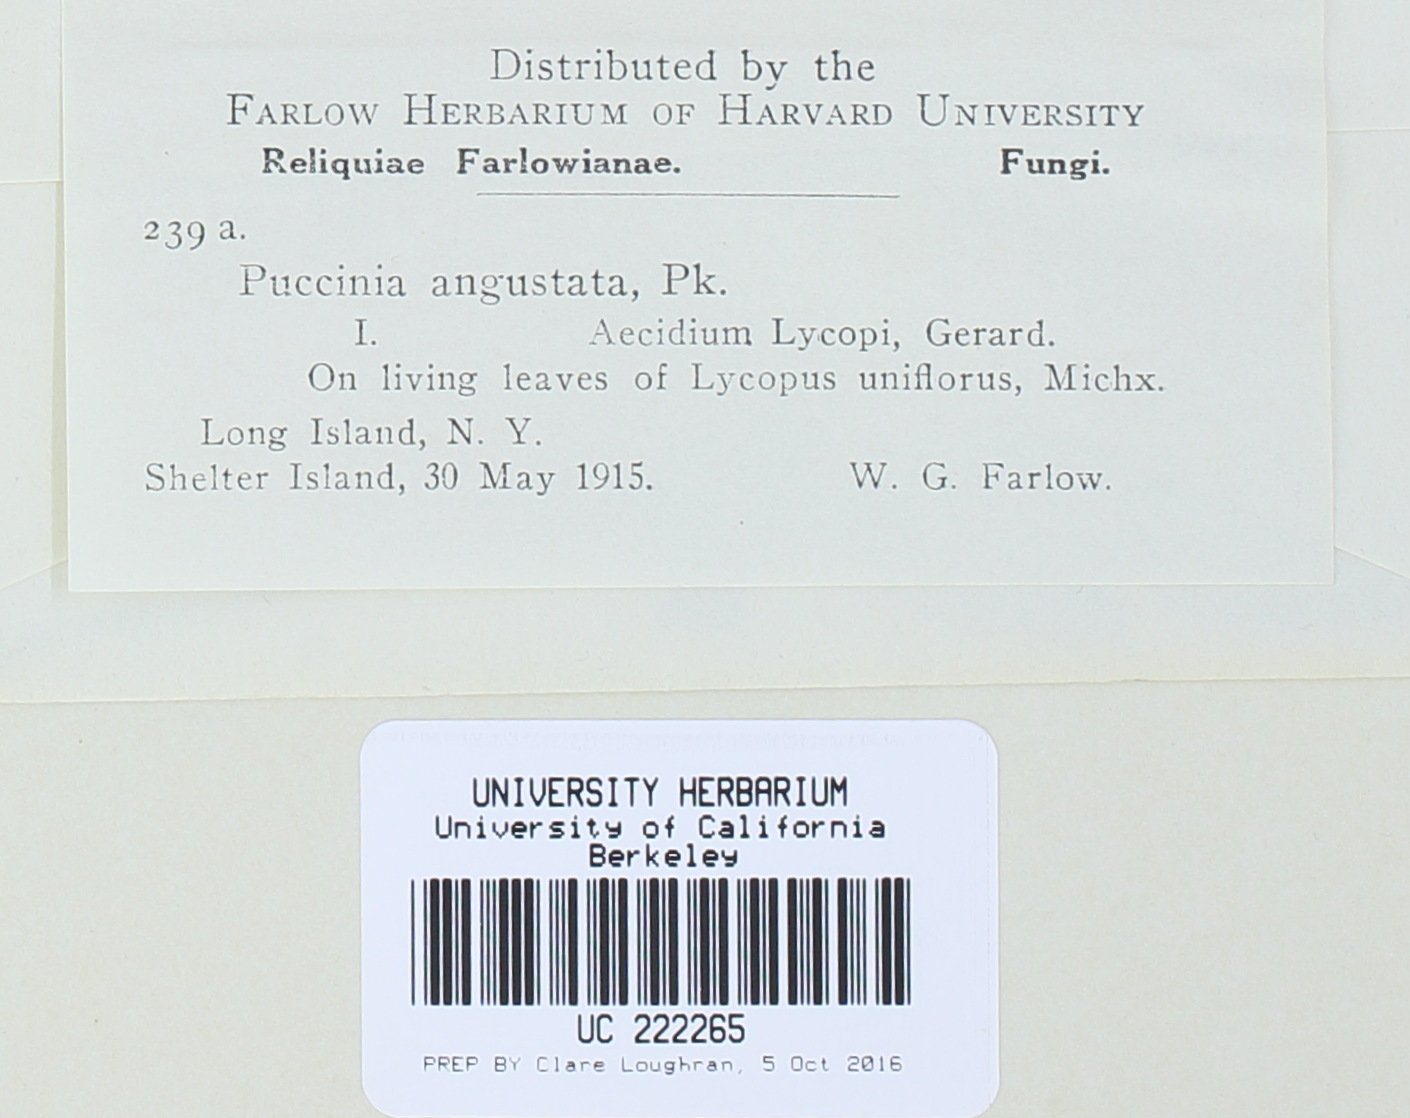 Distributed by the
FARLOW HERBARIUM OF HARVARD UNIVERSITY
Reliquiae Farlowianae. Fungi.
239 a.
Puccinia angustata, Pk.
I. Aecidium Lycopi, Gerard.
On living leaves of Lycopus uniflorus, Michx.
Long Island, N. Y.
Shelter Island, 30 May 1915. W. G. Farlow.
UNIVERSITY HERBARIUM
University of California
Berkeley
UC 222265
PREP BY Clare Loughran, 5 Oct 2016